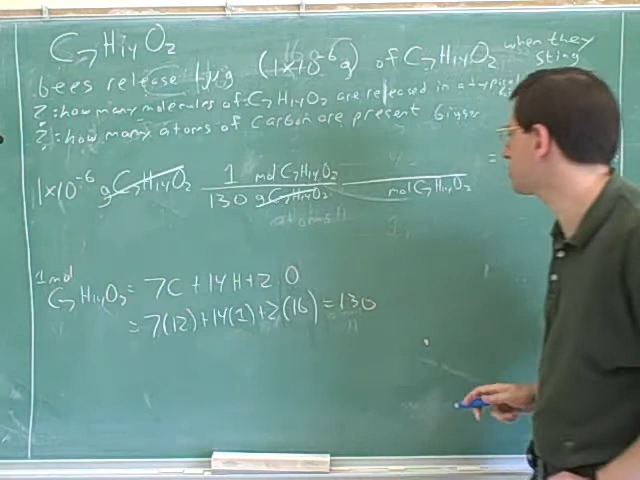 C7H14O2
bees release 1μg (1×10^-6 g) of C7H14O2 when they sting
?: how many molecules of C7H14O2 are released in a typical
?: how many atoms of carbon are present
1×10^-6 g C7H14O2 1 mol C7H14O2 =
130 g C7H14O2 mol C7H14O2
1 mol C7H14O2 = 7C + 14H + 2 O
= 7(12) + 14(1) + 2(16) = 130